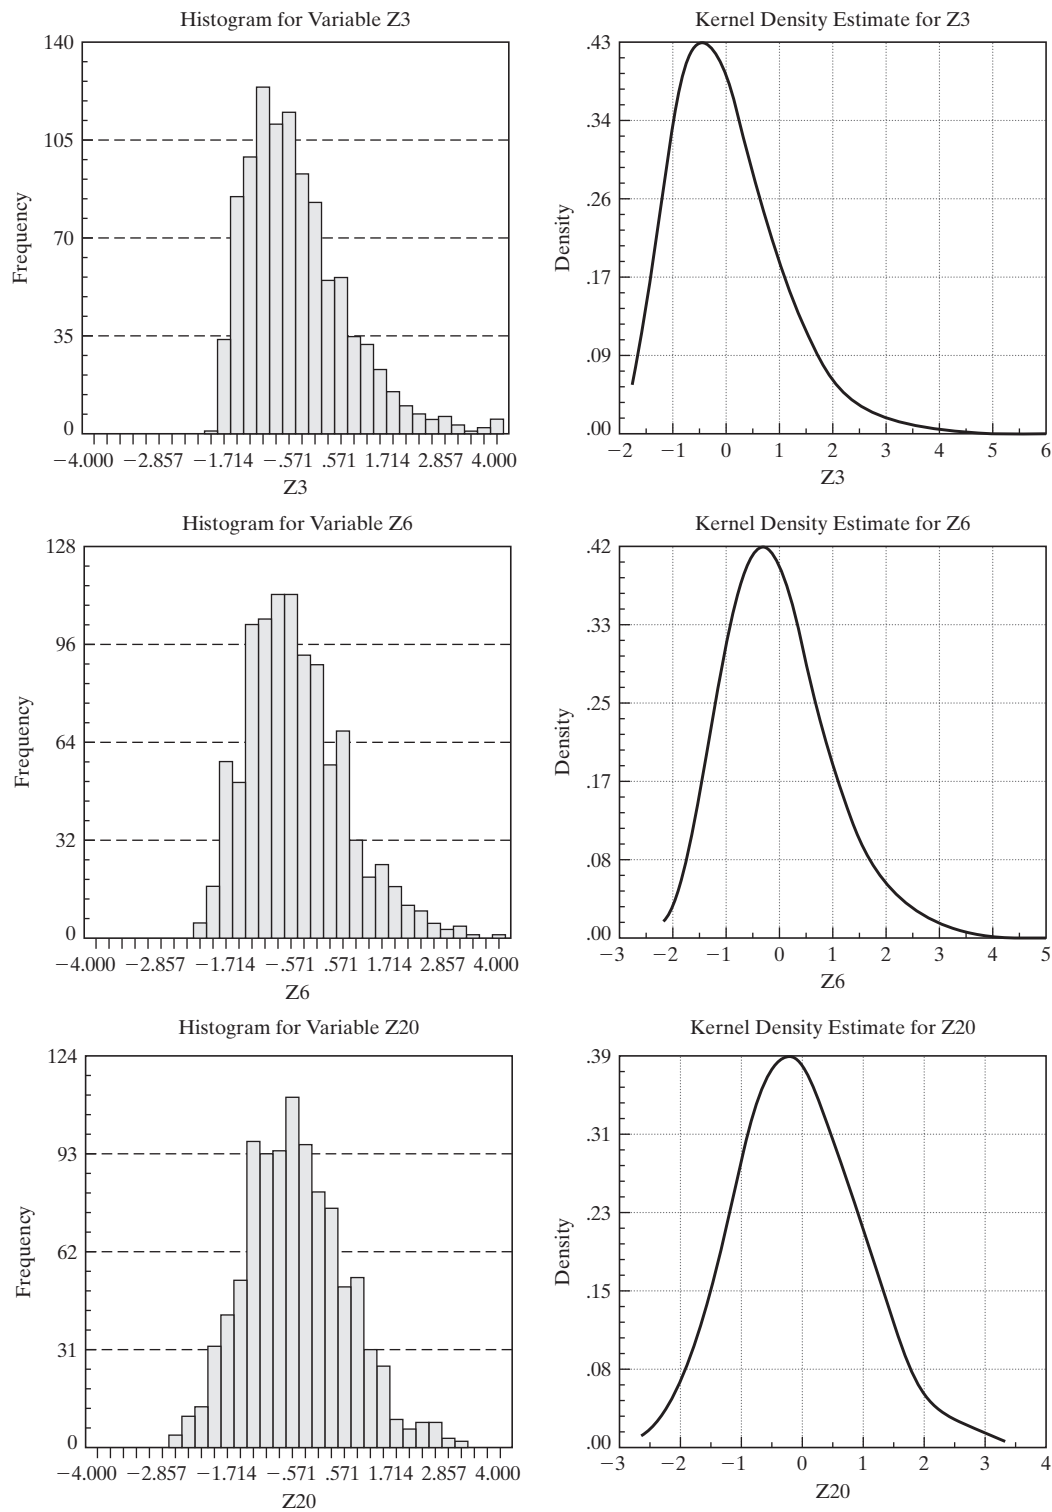 Histogram for Variable Z3
140
105
70
35
0
Frequency
−4.000 −2.857 −1.714 −.571 .571 1.714 2.857 4.000
Z3
Kernel Density Estimate for Z3
.43
.34
.26
.17
.09
.00
Density
−2 −1 0 1 2 3 4 5 6
Z3
Histogram for Variable Z6
128
96
64
32
0
Frequency
−4.000 −2.857 −1.714 −.571 .571 1.714 2.857 4.000
Z6
Kernel Density Estimate for Z6
.42
.33
.25
.17
.08
.00
Density
−3 −2 −1 0 1 2 3 4 5
Z6
Histogram for Variable Z20
124
93
62
31
0
Frequency
−4.000 −2.857 −1.714 −.571 .571 1.714 2.857 4.000
Z20
Kernel Density Estimate for Z20
.39
.31
.23
.15
.08
.00
Density
−3 −2 −1 0 1 2 3 4
Z20